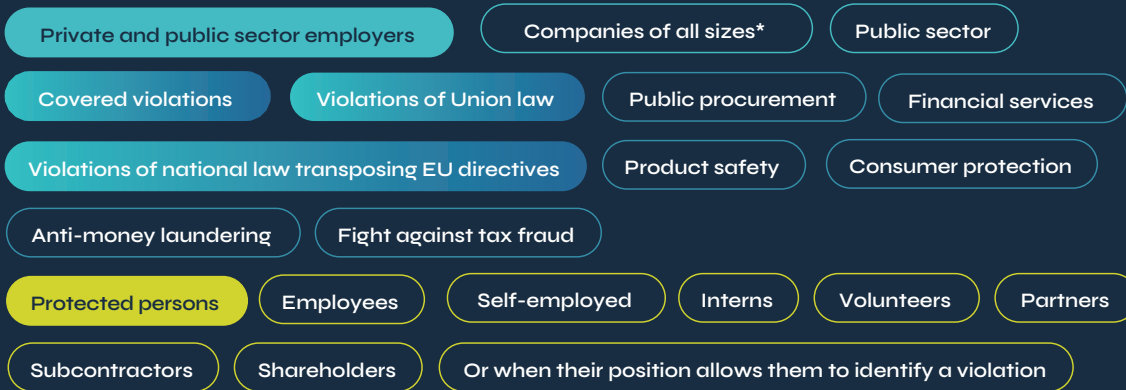 Private and public sector employers Companies of all sizes* Public sector
Covered violations Violations of Union law Public procurement Financial services
Violations of national law transposing EU directives Product safety Consumer protection
Anti-money laundering Fight against tax fraud
Protected persons Employees Self-employed Interns Volunteers Partners
Subcontractors Shareholders Or when their position allows them to identify a violation